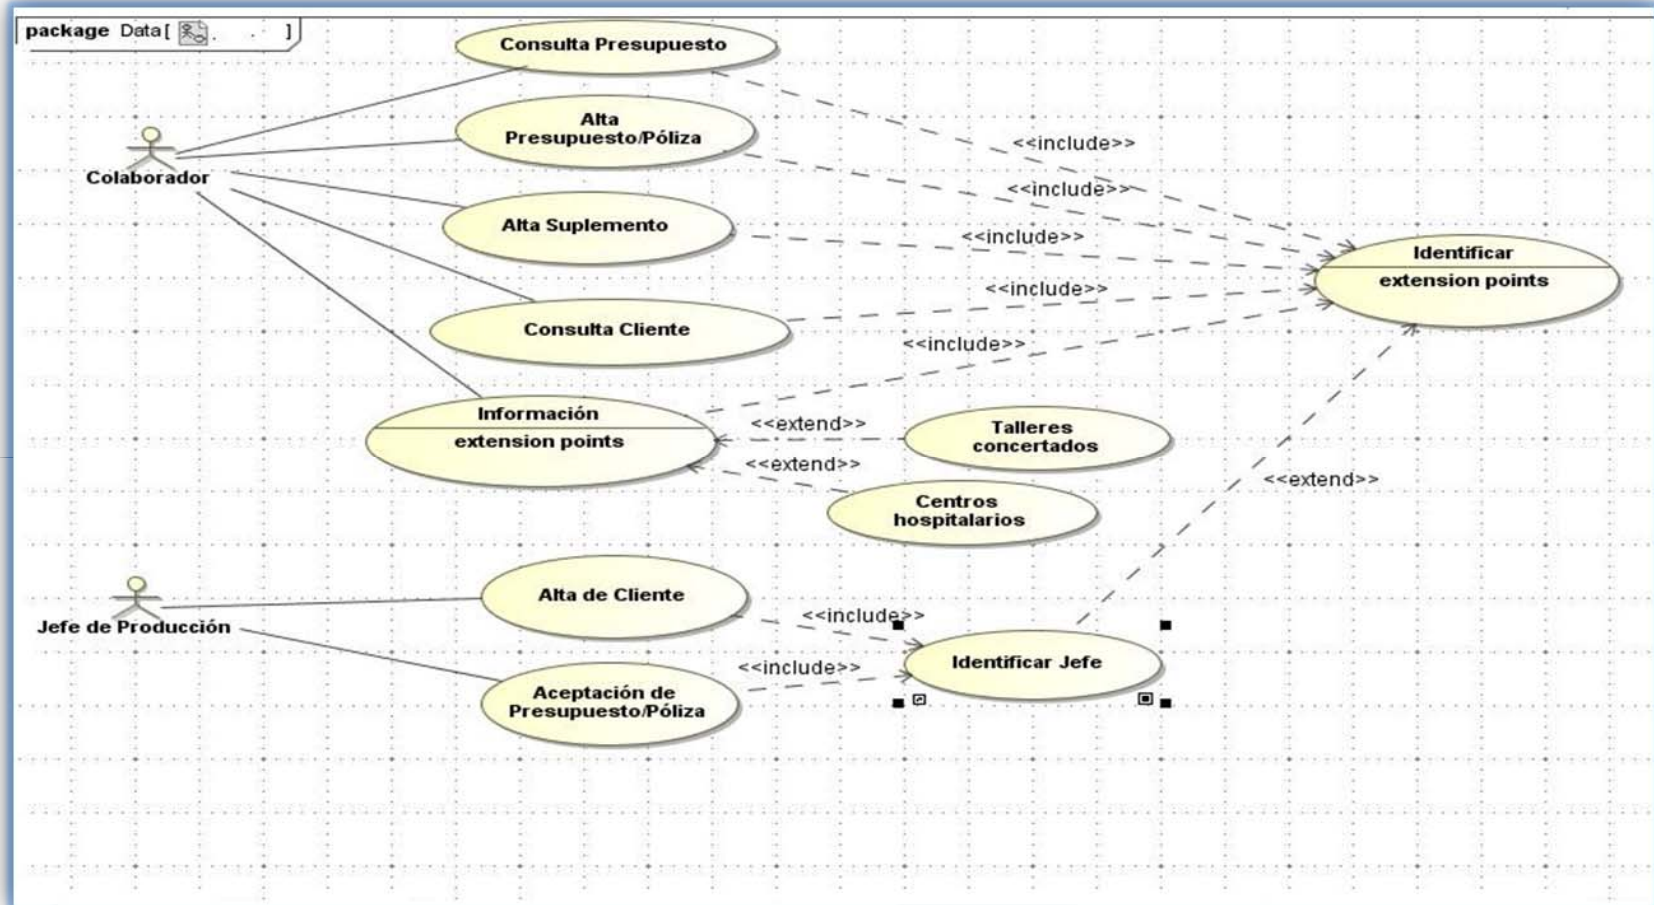 package Data[ . . ]
Consulta Presupuesto
Alta
Presupuesto/Póliza
<<include>>
Colaborador
<<include>>
Alta Suplemento
<<include>>
Identificar
extension points
<<include>>
Consulta Cliente
<<include>>
Información
extension points
<<extend>>
Talleres
concertados
<<extend>>
<<extend>>
Centros
hospitalarios
Alta de Cliente
<<include>>
Jefe de Producción
Identificar Jefe
<<include>>
Aceptación de
Presupuesto/Póliza